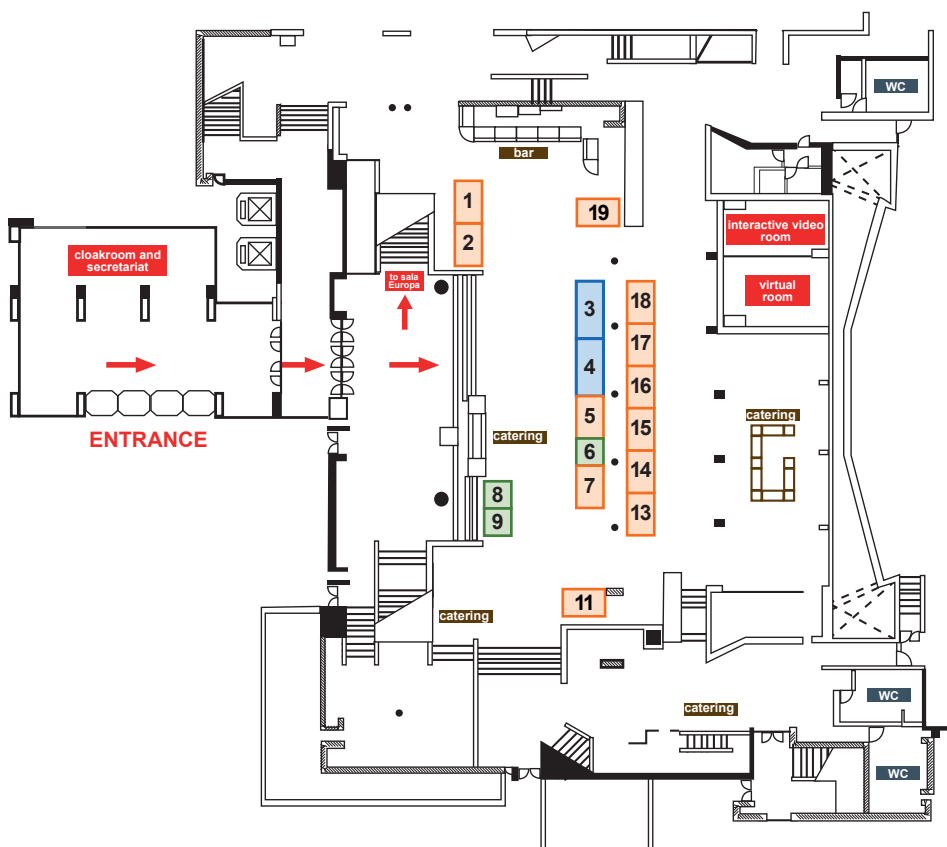 WC
bar
1
19
2
interactive video
room
cloakroom and
secretariat
to sala
Europa
virtual
room
3
18
17
4
16
5
catering
catering
15
6
7
14
8
9
13
ENTRANCE
11
catering
WC
catering
WC